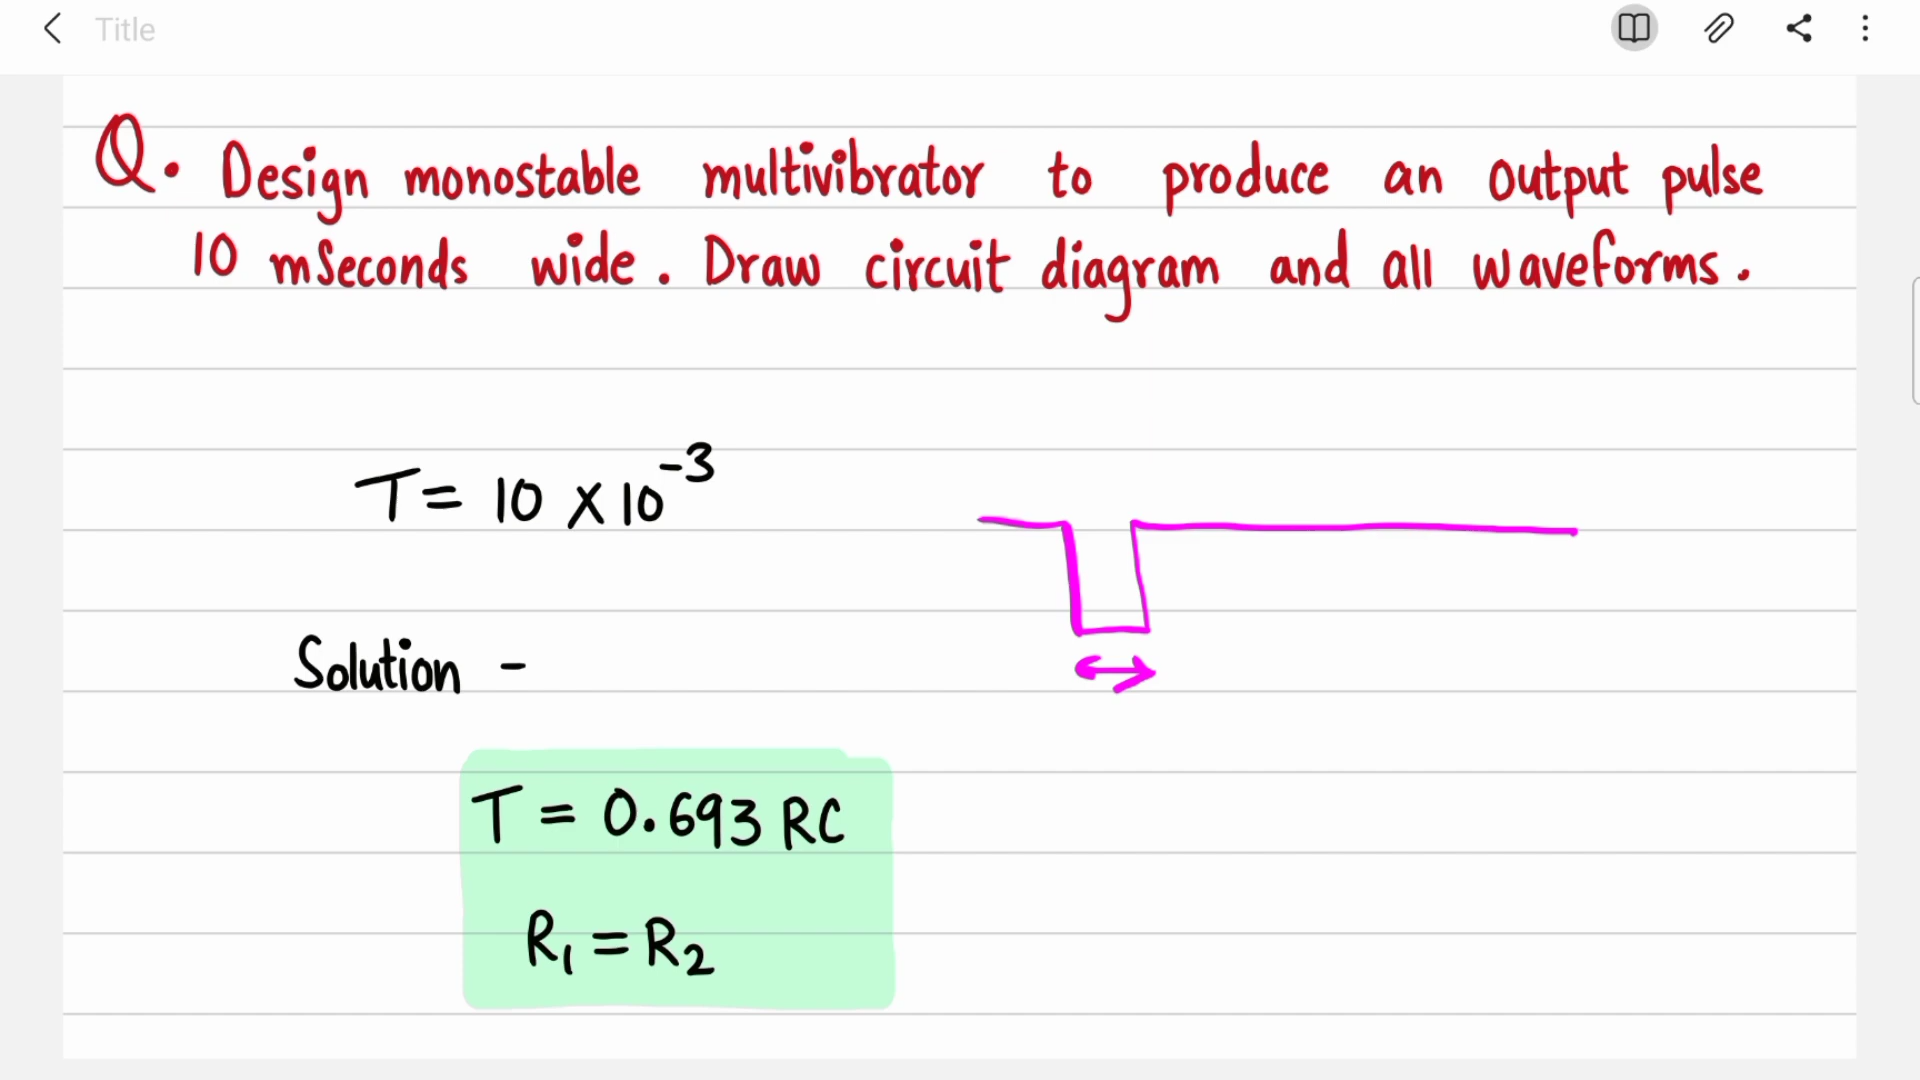 Title
Q. Design monostable multivibrator to produce an output pulse
10 mSeconds wide. Draw circuit diagram and all waveforms.
T = 10 × 10⁻³
Solution -
T = 0.693 RC
R₁ = R₂